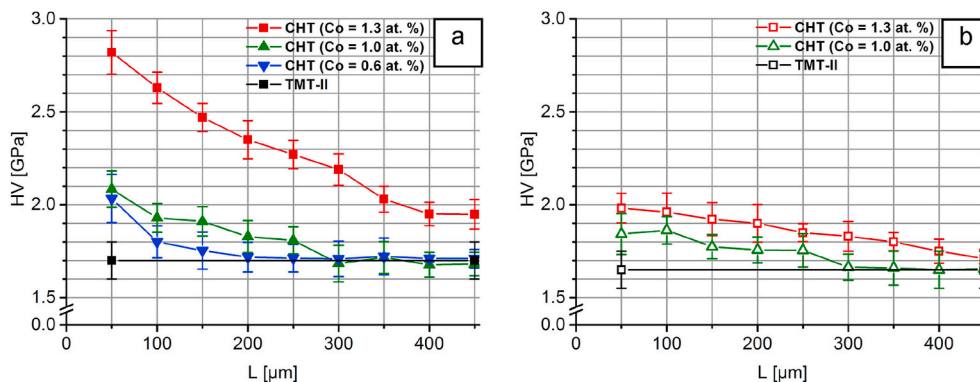 3.0
2.5
2.0
1.5
0.0
HV [GPa]
0
100
200
300
400
L [µm]
CHT (Co = 1.3 at. %)
CHT (Co = 1.0 at. %)
CHT (Co = 0.6 at. %)
TMT-II
a
3.0
2.5
2.0
1.5
0.0
HV [GPa]
0
100
200
300
400
L [µm]
CHT (Co = 1.3 at. %)
CHT (Co = 1.0 at. %)
TMT-II
b